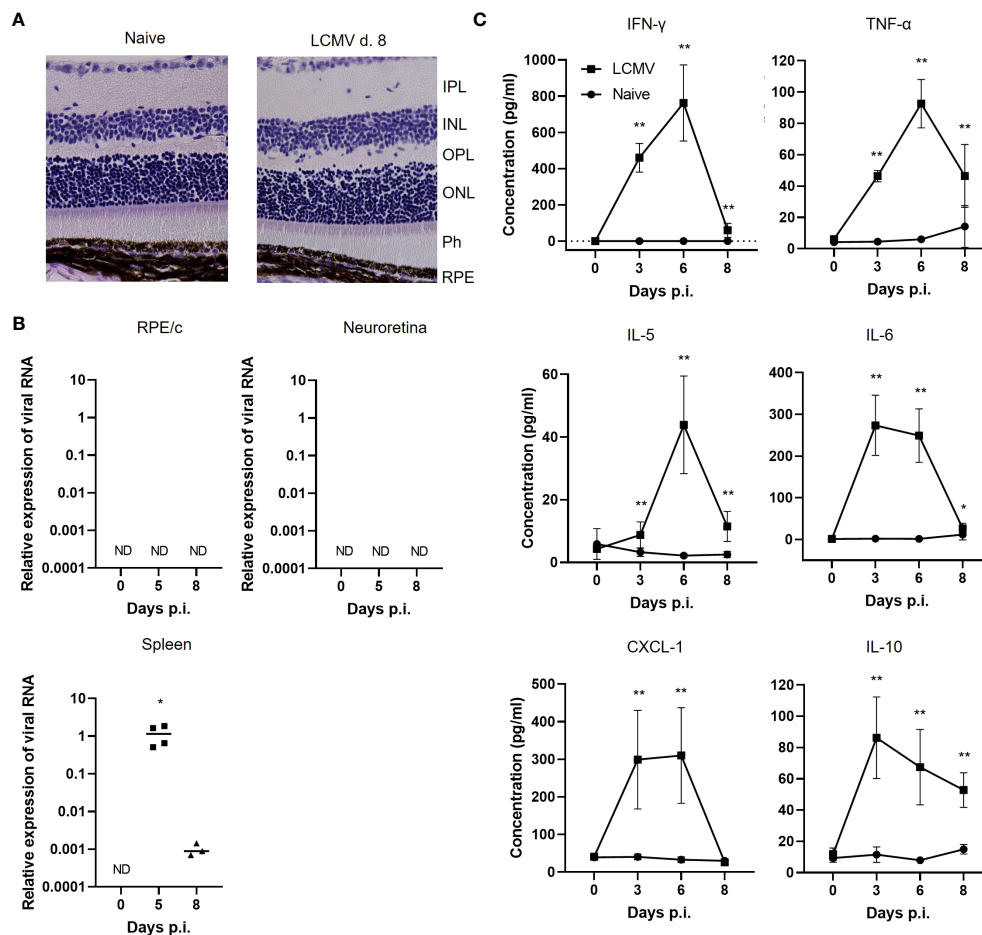 A
Naive
LCMV d. 8
IPL
INL
OPL
ONL
Ph
RPE
B
RPE/c
Relative expression of viral RNA
10
1
0.1
0.01
0.001
0.0001
ND ND ND
0 5 8
Days p.i.
Neuroretina
Relative expression of viral RNA
10
1
0.1
0.01
0.001
0.0001
ND ND ND
0 5 8
Days p.i.
Spleen
Relative expression of viral RNA
10
1
0.1
0.01
0.001
0.0001
*
ND
0 5 8
Days p.i.
C
IFN-γ
Concentration (pg/ml)
1000
800
600
400
200
0
LCMV
Naive
** ** **
0 3 6 8
Days p.i.
TNF-α
120
100
80
60
40
20
0
** ** **
0 3 6 8
Days p.i.
IL-5
Concentration (pg/ml)
60
40
20
0
** ** **
0 3 6 8
Days p.i.
IL-6
400
300
200
100
0
** ** *
0 3 6 8
Days p.i.
CXCL-1
Concentration (pg/ml)
500
400
300
200
100
0
** **
0 3 6 8
Days p.i.
IL-10
120
100
80
60
40
20
0
** ** **
0 3 6 8
Days p.i.